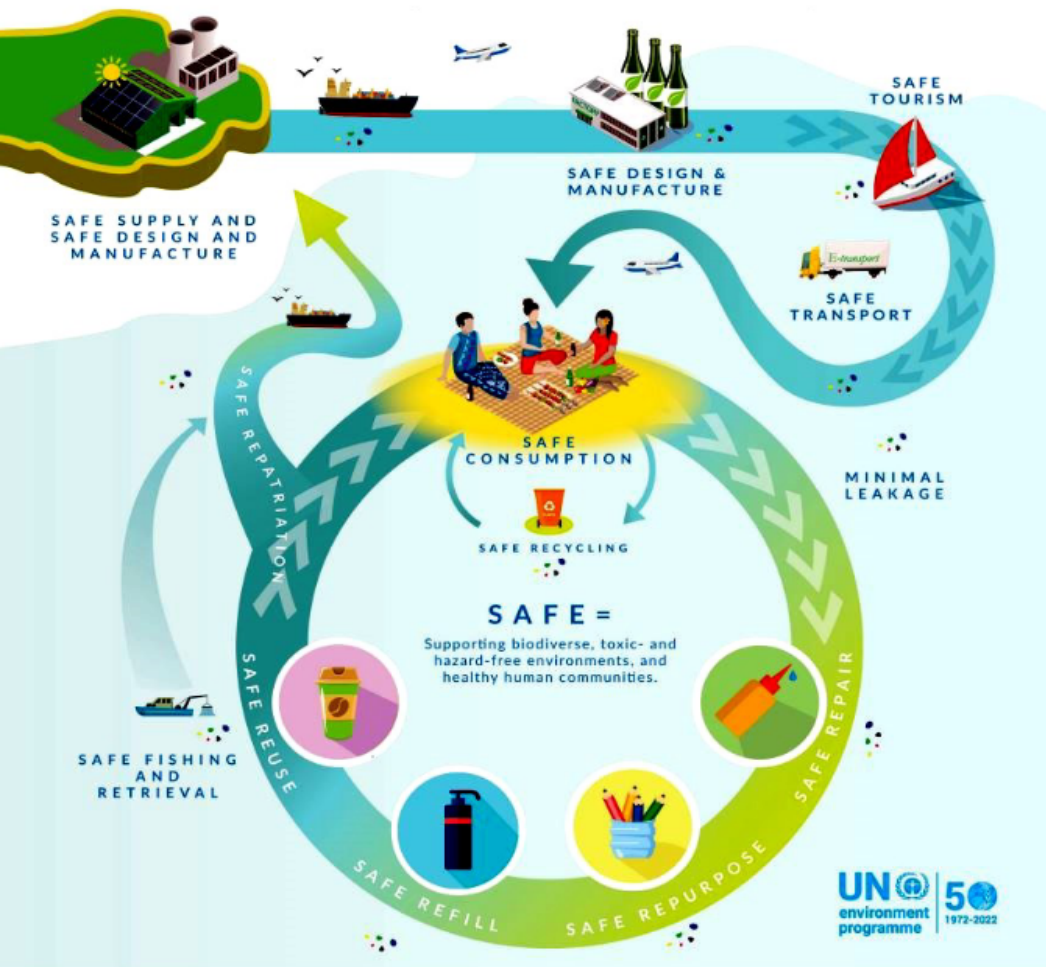 SAFE
TOURISM
FACTORY
SAFE DESIGN &
MANUFACTURE
SAFE SUPPLY AND
SAFE DESIGN AND
MANUFACTURE
E-transport
SAFE
TRANSPORT
SAFE REPATRIATION
SAFE
CONSUMPTION
MINIMAL
LEAKAGE
SAFE RECYCLING
SAFE =
Supporting biodiverse, toxic- and
hazard-free environments, and
healthy human communities.
SAFE FISHING
AND
RETRIEVAL
SAFE REUSE
SAFE REFILL
SAFE REPURPOSE
SAFE REPAIR
UN
environment
programme
50
1972-2022